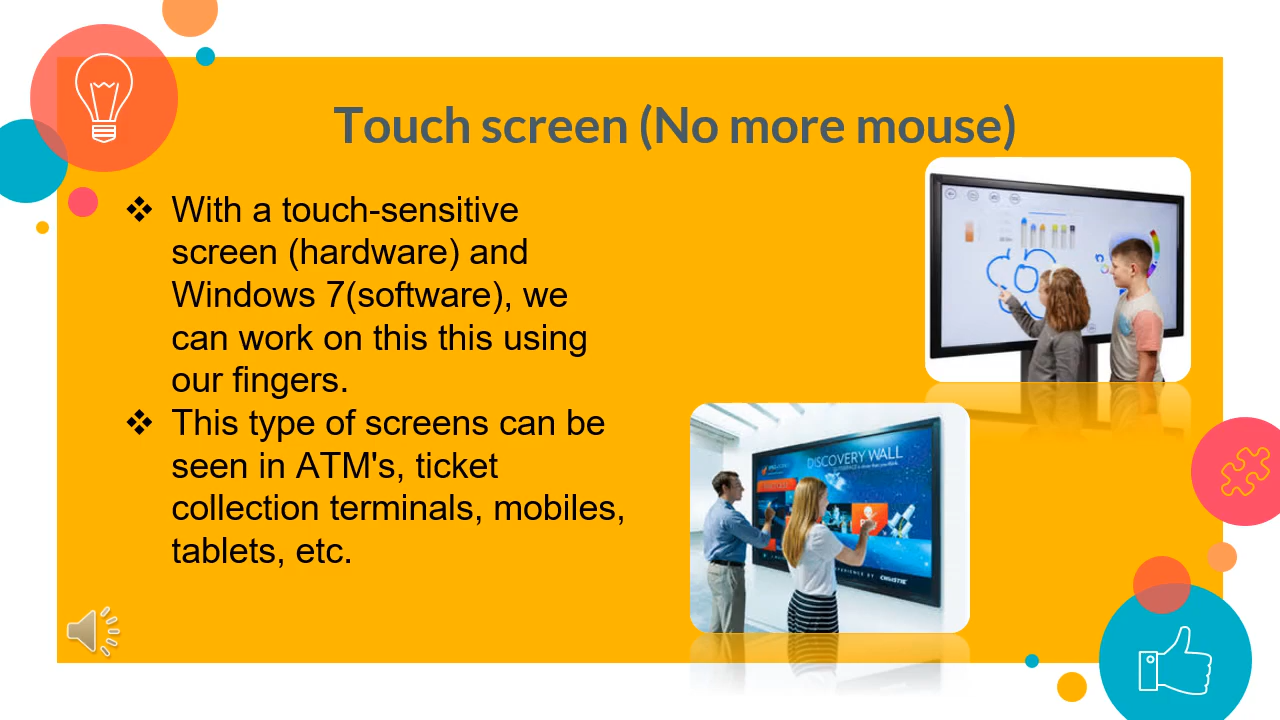 Touch screen (No more mouse)
❖ With a touch-sensitive
screen (hardware) and
Windows 7(software), we
can work on this this using
our fingers.
❖ This type of screens can be
seen in ATM's, ticket
collection terminals, mobiles,
tablets, etc.
DISCOVERY WALL
CHRISTIE